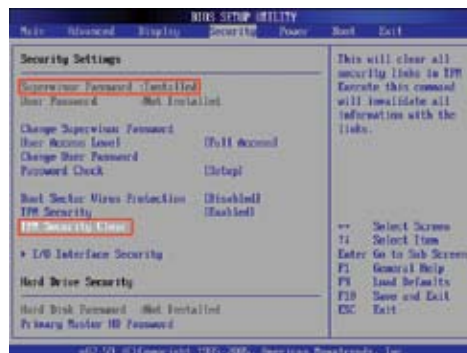 BIOS SETUP UTILITY
Main Advanced Display Security Power Boot Exit
Security Settings
Supervisor Password :Installed
User Password :Not Installed
Change Supervisor Password
User Access Level [Full Access]
Change User Password
Password Check [Setup]
Boot Sector Virus Protection [Disabled]
TPM Security [Enabled]
TPM Security Clear
I/O Interface Security
Hard Drive Security
Hard Disk Password :Not Installed
Primary Master HD Password
This will clear all
security links in TPM
Execute this command
will invalidate all
information with the
links.
Select Screen
Select Item
Enter Go to Sub Screen
F1 General Help
F9 Load Defaults
F10 Save and Exit
ESC Exit
(C)Copyright American Megatrends, Inc.